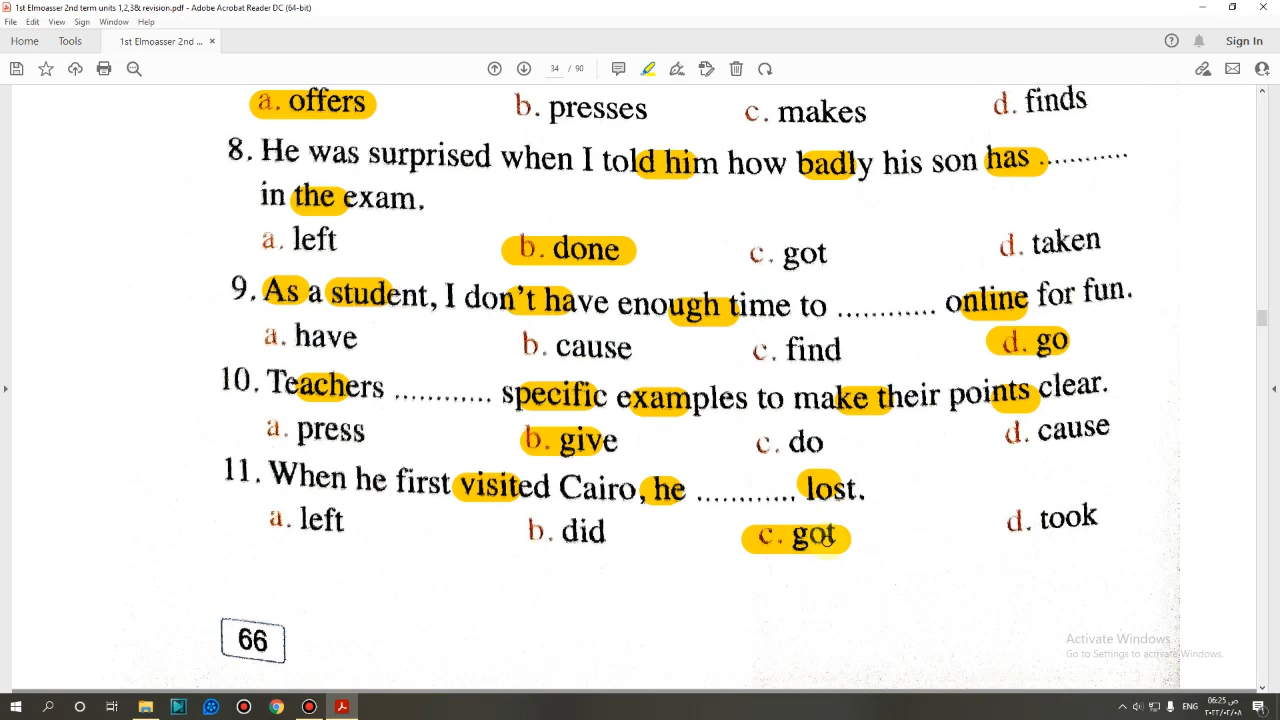 1st Elmoasser 2nd term units 1,2,3& revision.pdf - Adobe Acrobat Reader DC (64-bit)
File Edit View Sign Window Help
Home Tools 1st Elmoasser 2nd ... × Sign In
34 / 90
a. offers b. presses c. makes d. finds
8. He was surprised when I told him how badly his son has ............
in the exam.
a. left b. done c. got d. taken
9. As a student, I don't have enough time to ............ online for fun.
a. have b. cause c. find d. go
10. Teachers ............ specific examples to make their points clear.
a. press b. give c. do d. cause
11. When he first visited Cairo, he ............ lost.
a. left b. did c. got d. took
66
Activate Windows
Go to Settings to activate Windows.
ENG 06:25 ص
٢٠٢٢/٠٢/٠٨